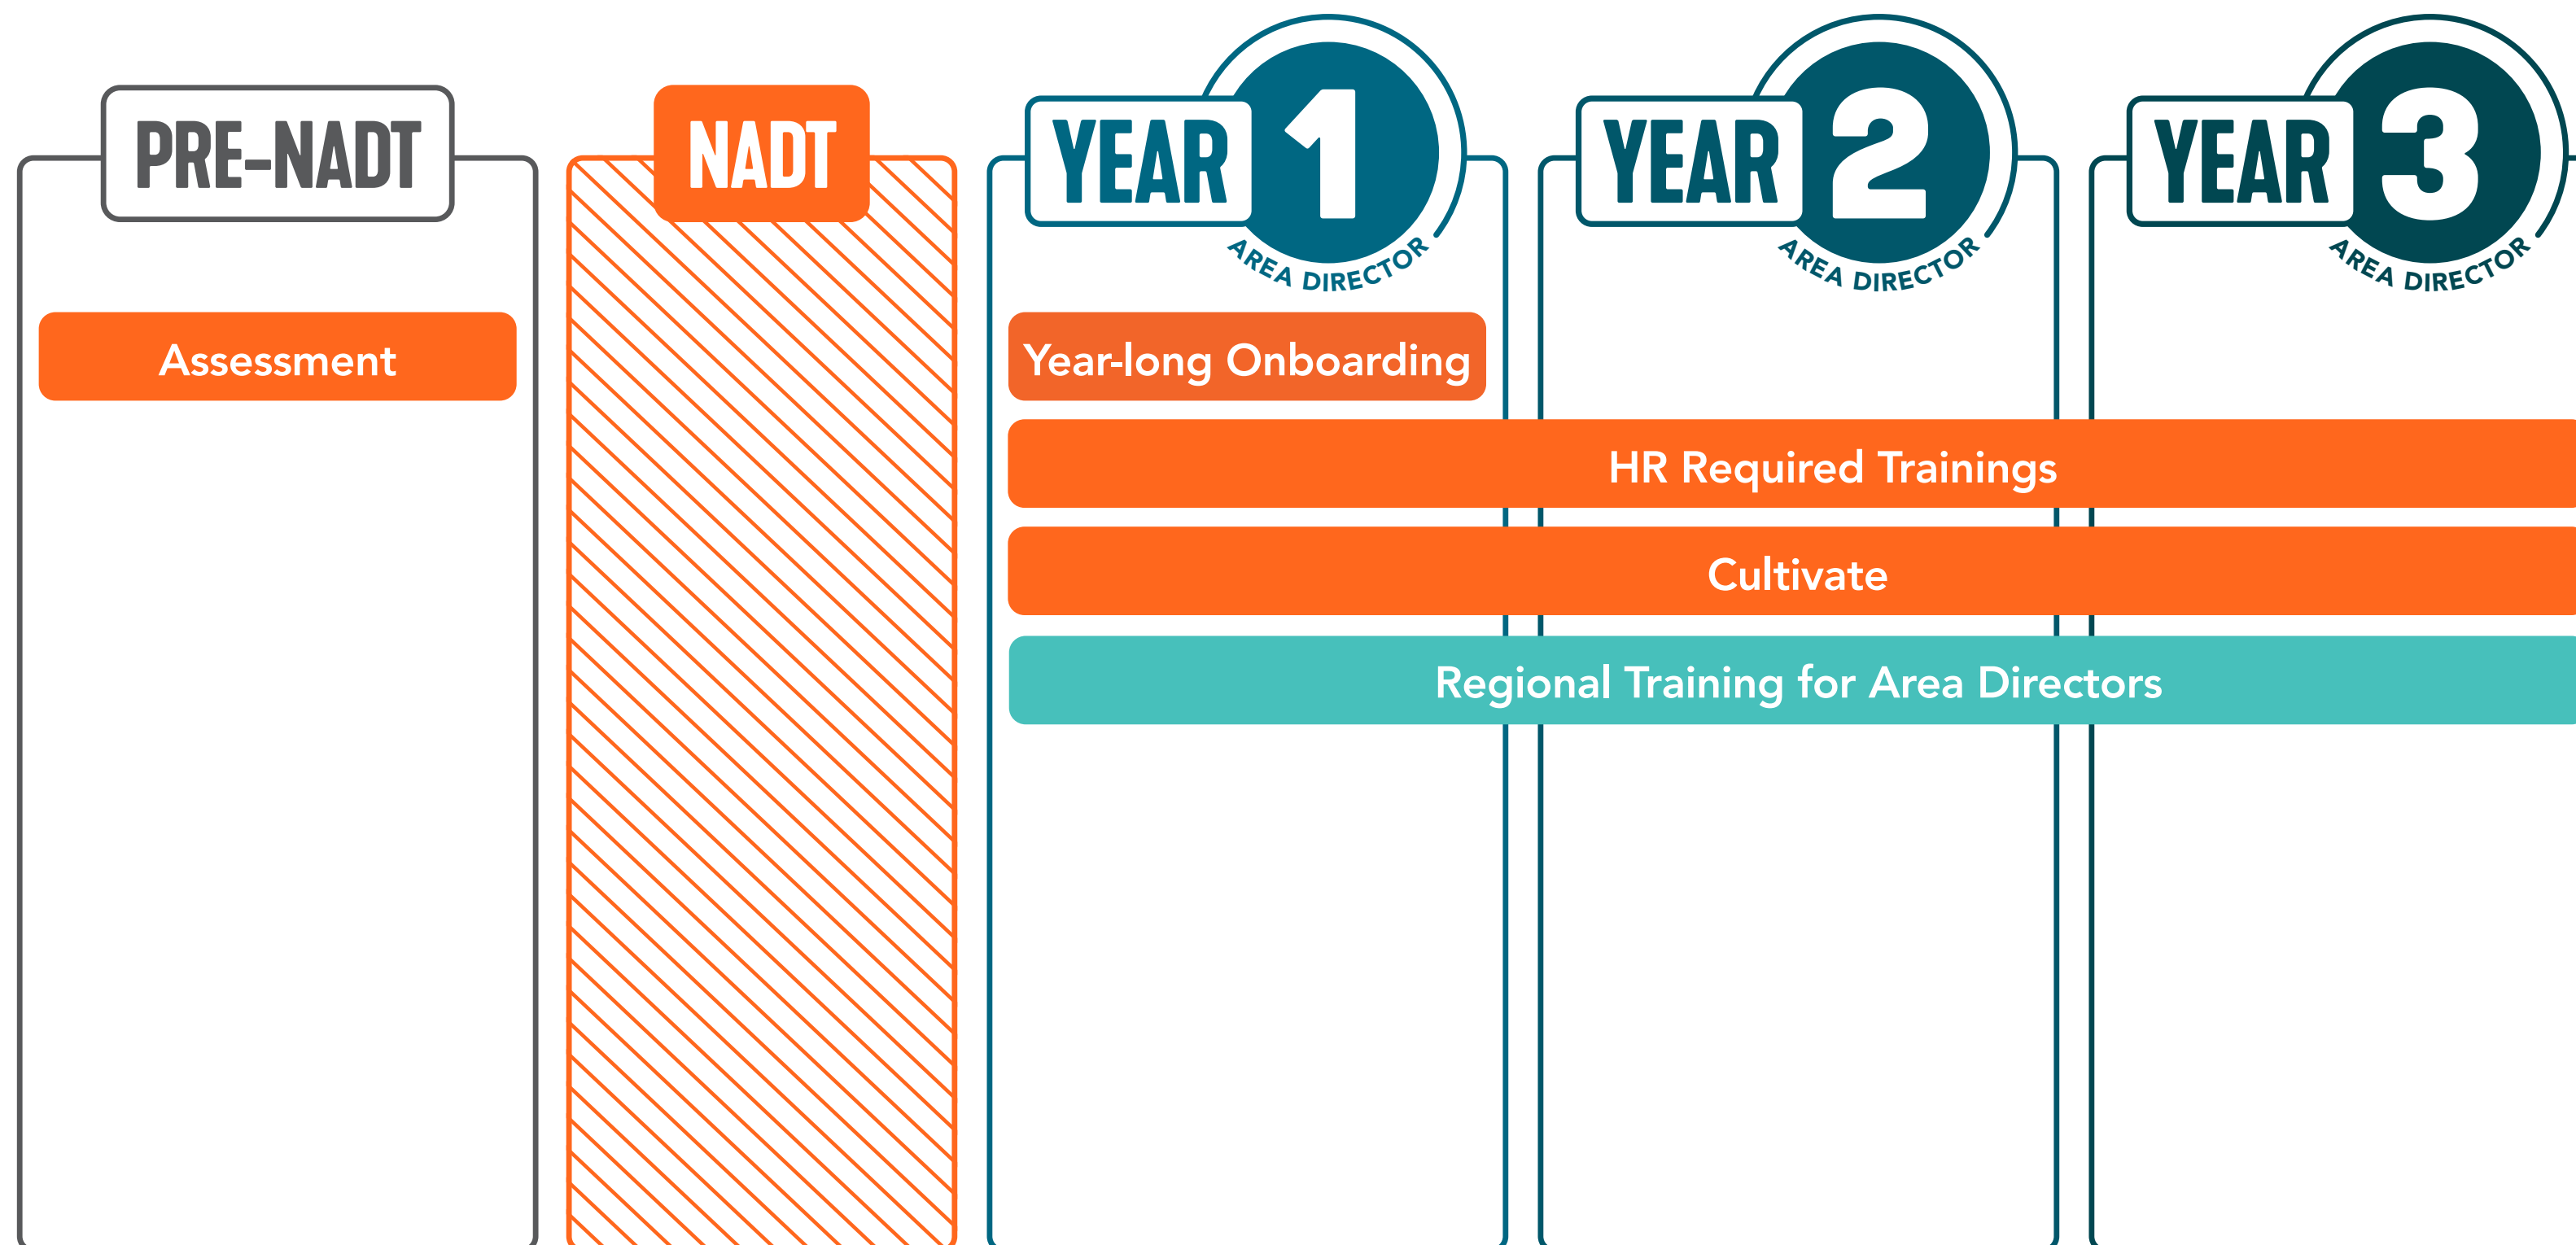 PRE-NADT
NADT
YEAR 1
AREA DIRECTOR
YEAR 2
AREA DIRECTOR
YEAR 3
AREA DIRECTOR
Assessment
Year-long Onboarding
HR Required Trainings
Cultivate
Regional Training for Area Directors